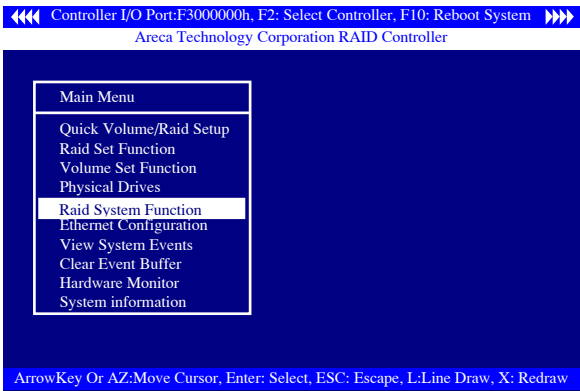 Controller I/O Port:F3000000h, F2: Select Controller, F10: Reboot System
Areca Technology Corporation RAID Controller
Main Menu
Quick Volume/Raid Setup
Raid Set Function
Volume Set Function
Physical Drives
Raid System Function
Ethernet Configuration
View System Events
Clear Event Buffer
Hardware Monitor
System information
ArrowKey Or AZ:Move Cursor, Enter: Select, ESC: Escape, L:Line Draw, X: Redraw